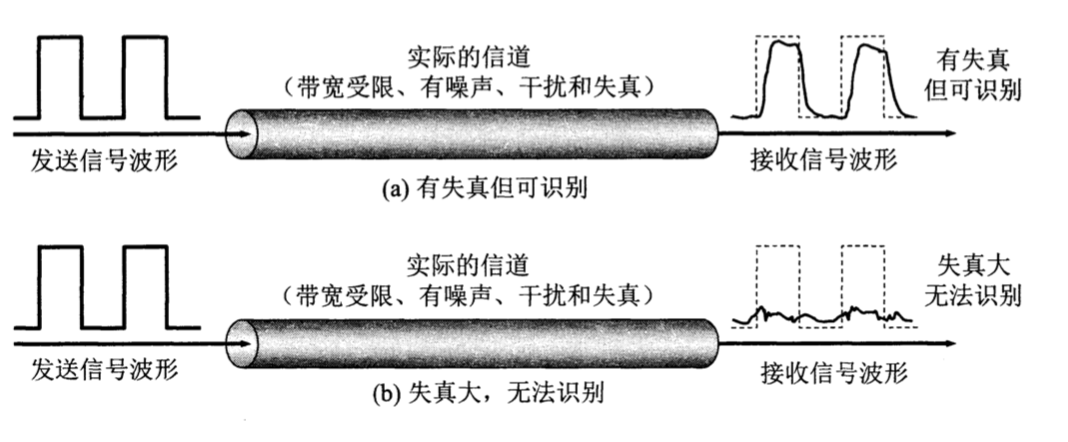 实际的信道
（带宽受限、有噪声、干扰和失真）
有失真
但可识别
发送信号波形
接收信号波形
(a) 有失真但可识别
实际的信道
（带宽受限、有噪声、干扰和失真）
失真大
无法识别
发送信号波形
接收信号波形
(b) 失真大，无法识别